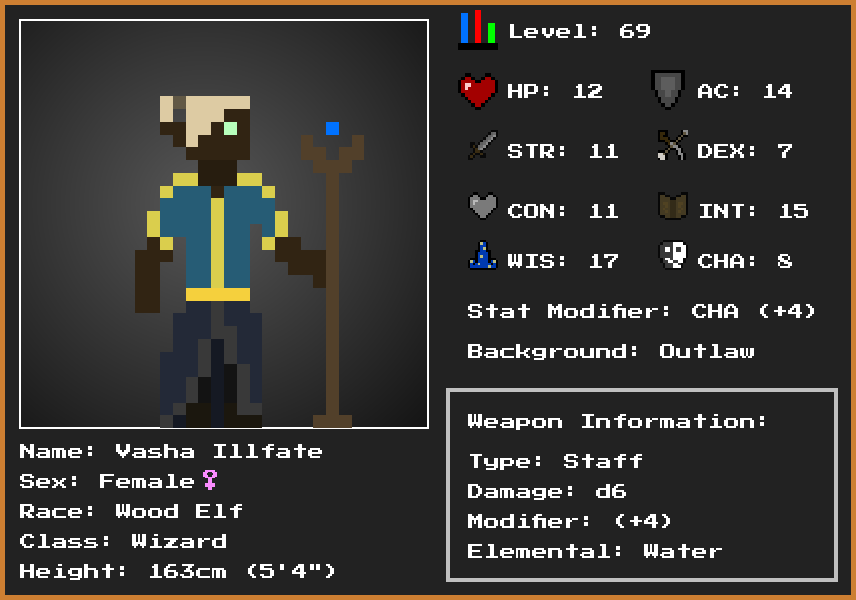 Level: 69
HP: 12 AC: 14
STR: 11 DEX: 7
CON: 11 INT: 15
WIS: 17 CHA: 8
Stat Modifier: CHA (+4)
Background: Outlaw
Weapon Information:
Type: Staff
Damage: d6
Modifier: (+4)
Elemental: Water
Name: Vasha Illfate
Sex: Female♀
Race: Wood Elf
Class: Wizard
Height: 163cm (5'4")